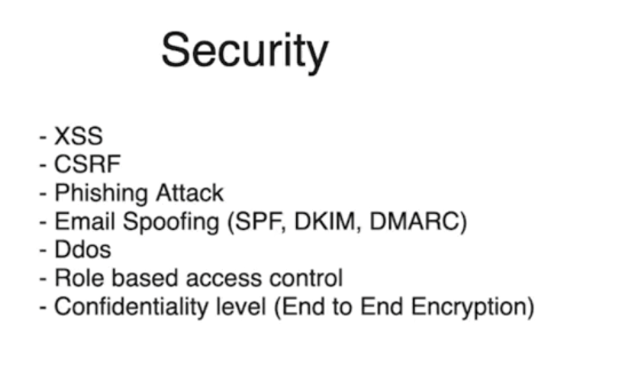 Security
- XSS
- CSRF
- Phishing Attack
- Email Spoofing (SPF, DKIM, DMARC)
- Ddos
- Role based access control
- Confidentiality level (End to End Encryption)